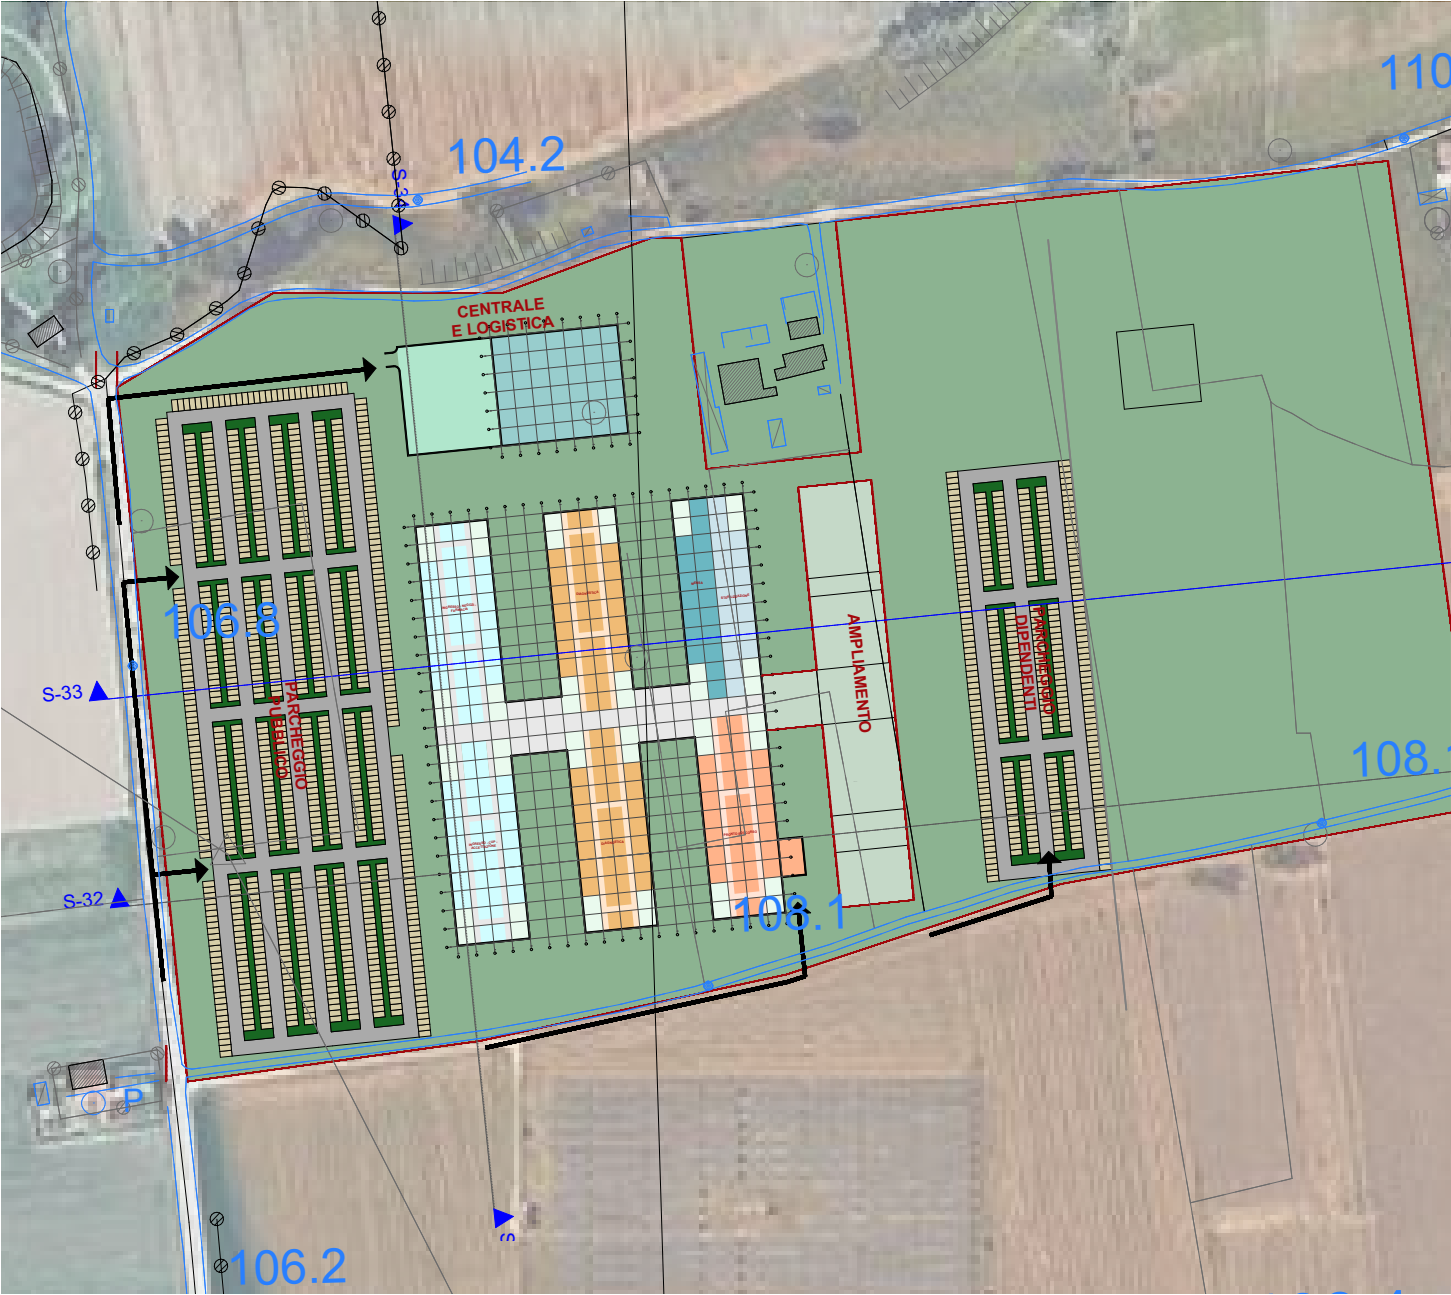 110
104.2
S-3
CENTRALE
E LOGISTICA
106.8
S-33
PARCHEGGIO
PUBBLICO
AMPLIAMENTO
PARCHEGGIO
DIPENDENTI
108.
S-32
108.1
P
S
106.2